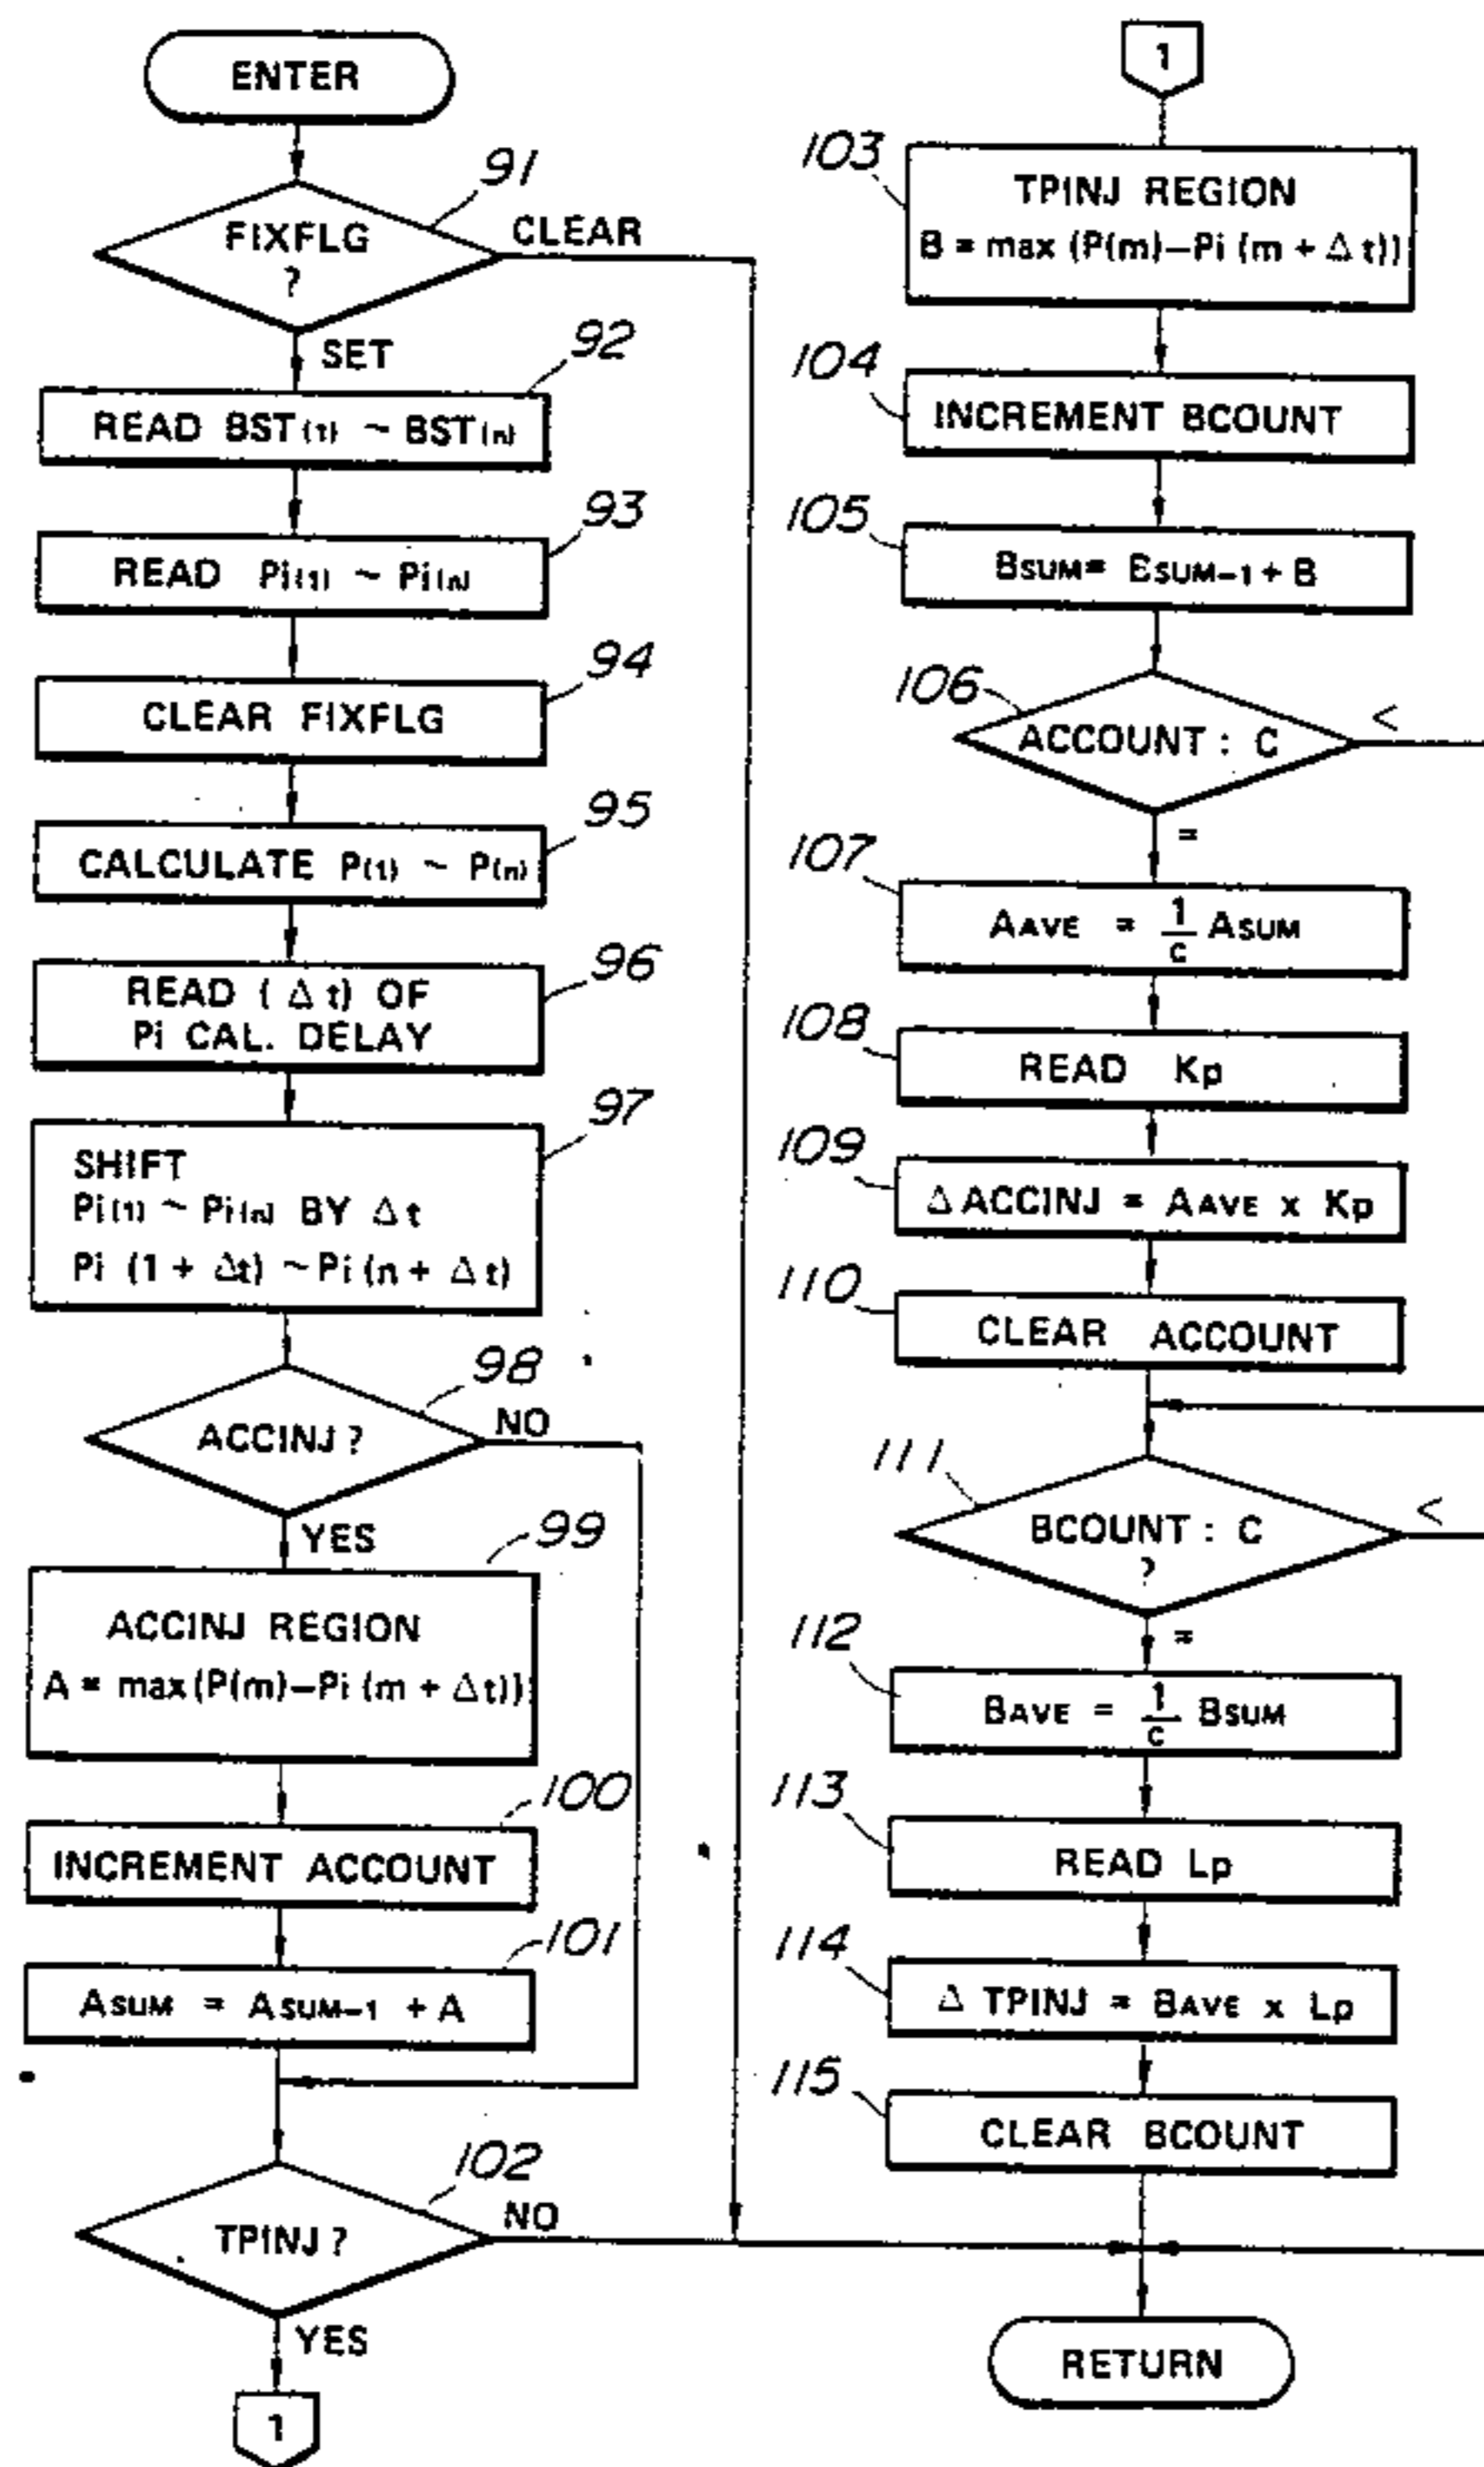 ENTER
91
FIXFLG
?
CLEAR
SET
92
READ BST(1) ~ BST(n)
93
READ Pi(1) ~ Pi(n)
94
CLEAR FIXFLG
95
CALCULATE P(1) ~ P(n)
96
READ ( Δt) OF
Pi CAL. DELAY
97
SHIFT
Pi(1) ~ Pi(n) BY Δt
Pi (1 + Δt) ~ Pi (n + Δt)
98
ACCINJ ?
NO
YES
99
ACCINJ REGION
A = max (P(m)–Pi (m + Δt))
100
INCREMENT ACCOUNT
101
ASUM = ASUM–1 + A
102
TPINJ ?
NO
YES
1
1
103
TPINJ REGION
B = max (P(m)–Pi (m + Δt))
104
INCREMENT BCOUNT
105
BSUM= BSUM–1 + B
106
ACCOUNT : C
<
=
107
AAVE = 1/C ASUM
108
READ Kp
109
Δ ACCINJ = AAVE x Kp
110
CLEAR ACCOUNT
111
BCOUNT : C
?
<
=
112
BAVE = 1/C BSUM
113
READ Lp
114
Δ TPINJ = BAVE x Lp
115
CLEAR BCOUNT
RETURN